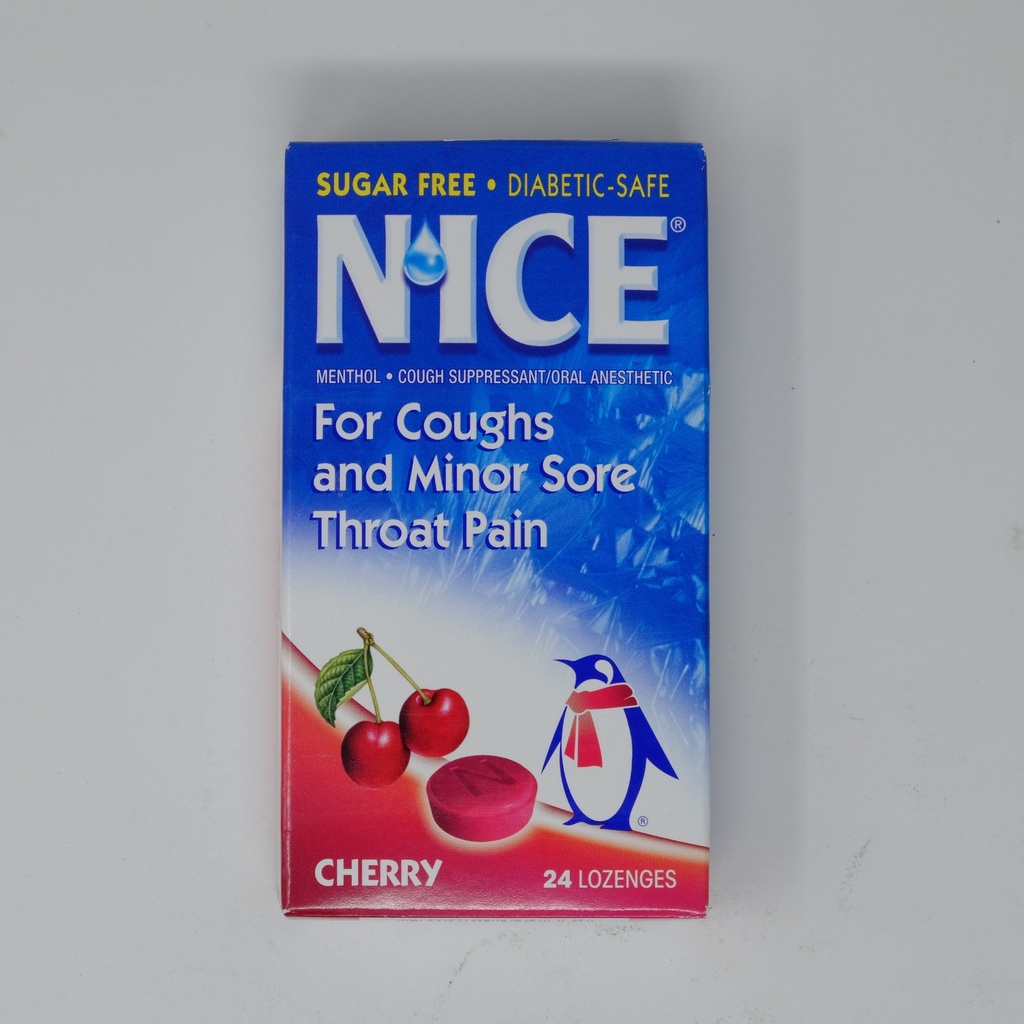 SUGAR FREE • DIABETIC-SAFE
N'ICE®
MENTHOL • COUGH SUPPRESSANT/ORAL ANESTHETIC
For Coughs
and Minor Sore
Throat Pain
N
®
CHERRY
24 LOZENGES